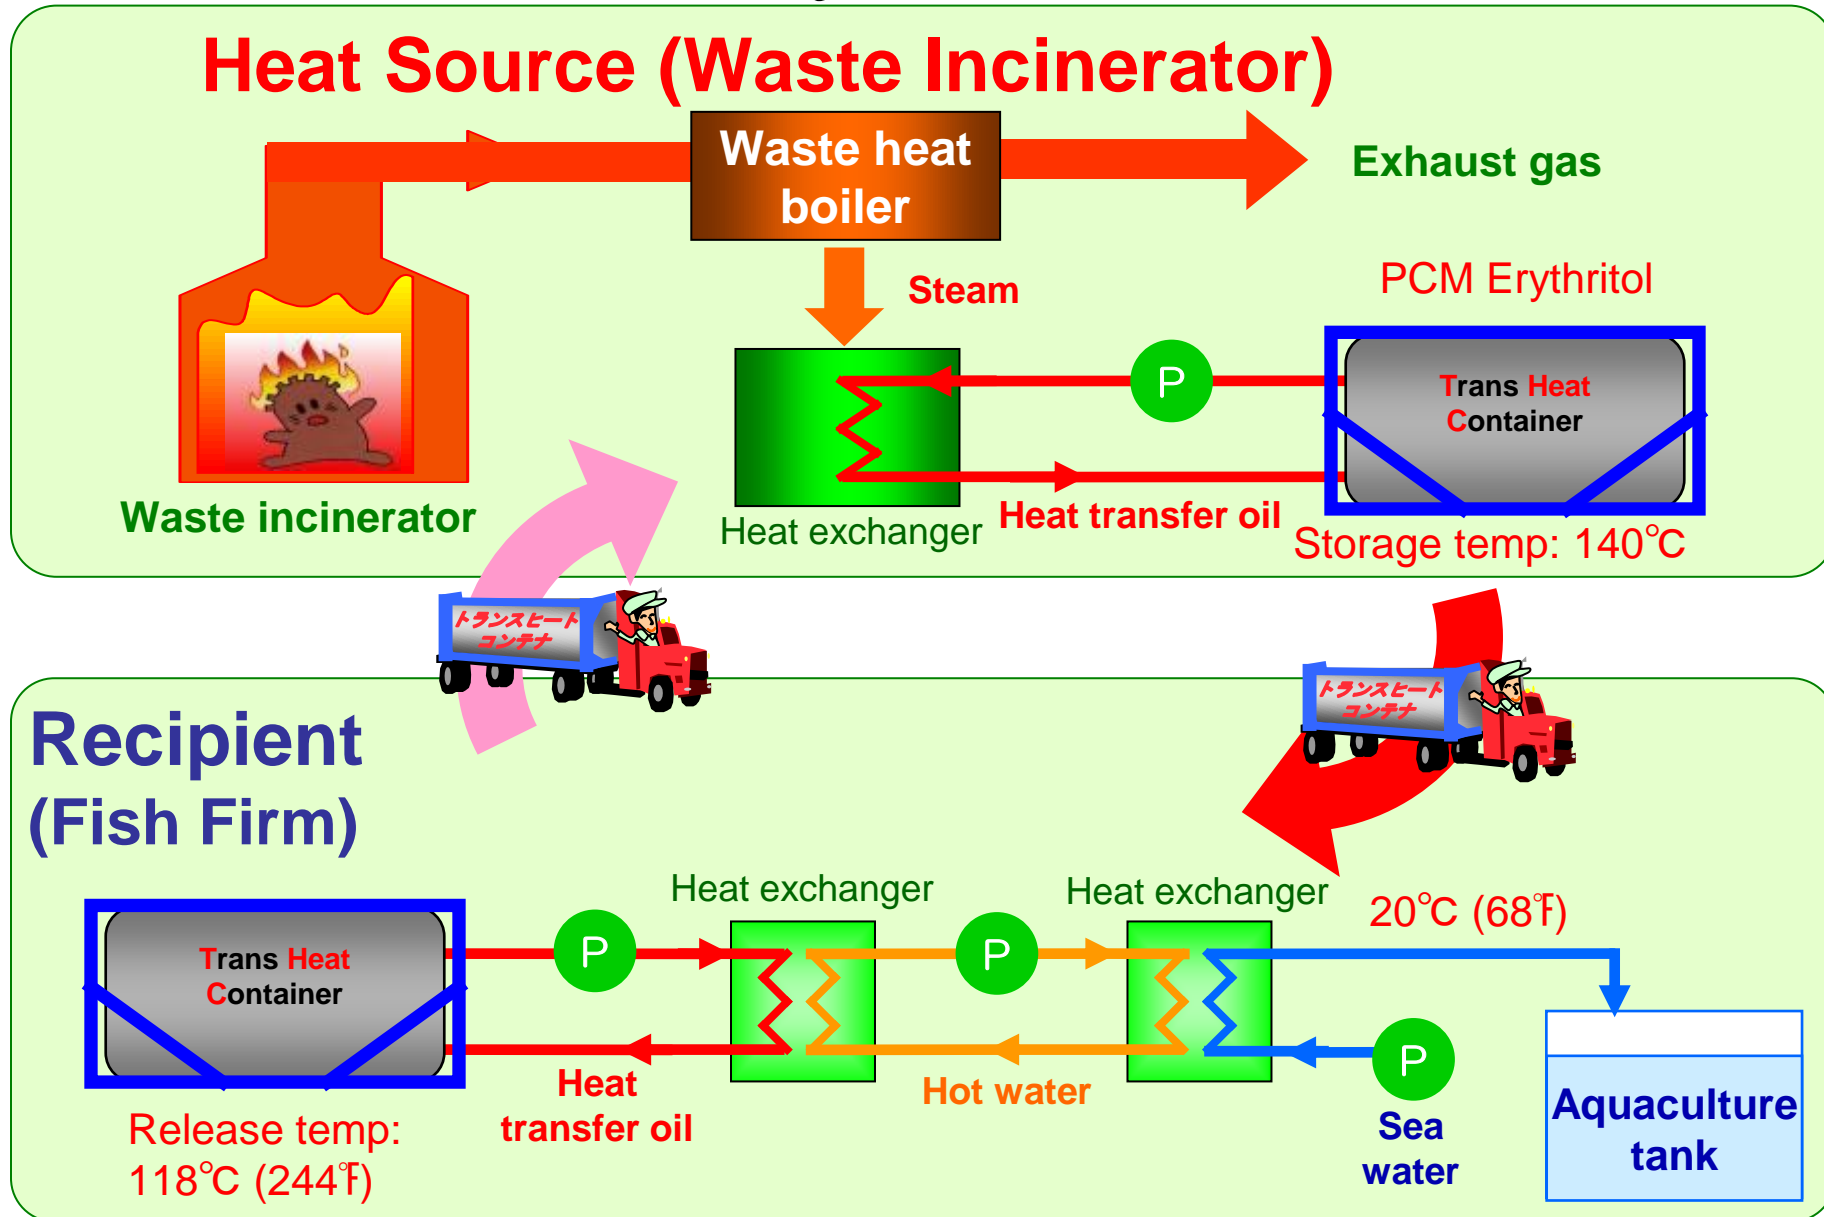 Heat Source (Waste Incinerator)
Waste heat
boiler
Exhaust gas
Steam
PCM Erythritol
P
Trans Heat
Container
Waste incinerator
Heat exchanger
Heat transfer oil
Storage temp: 140℃
トランスヒート
コンテナ
トランスヒート
コンテナ
Recipient
(Fish Firm)
Heat exchanger
Heat exchanger
20℃ (68℉)
Trans Heat
Container
P
P
P
Heat
transfer oil
Hot water
Sea
water
Aquaculture
tank
Release temp:
118℃ (244℉)